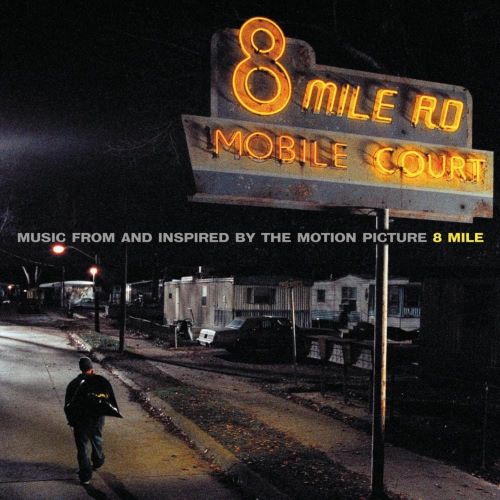 8 MILE RD
MOBILE COURT
MUSIC FROM AND INSPIRED BY THE MOTION PICTURE 8 MILE